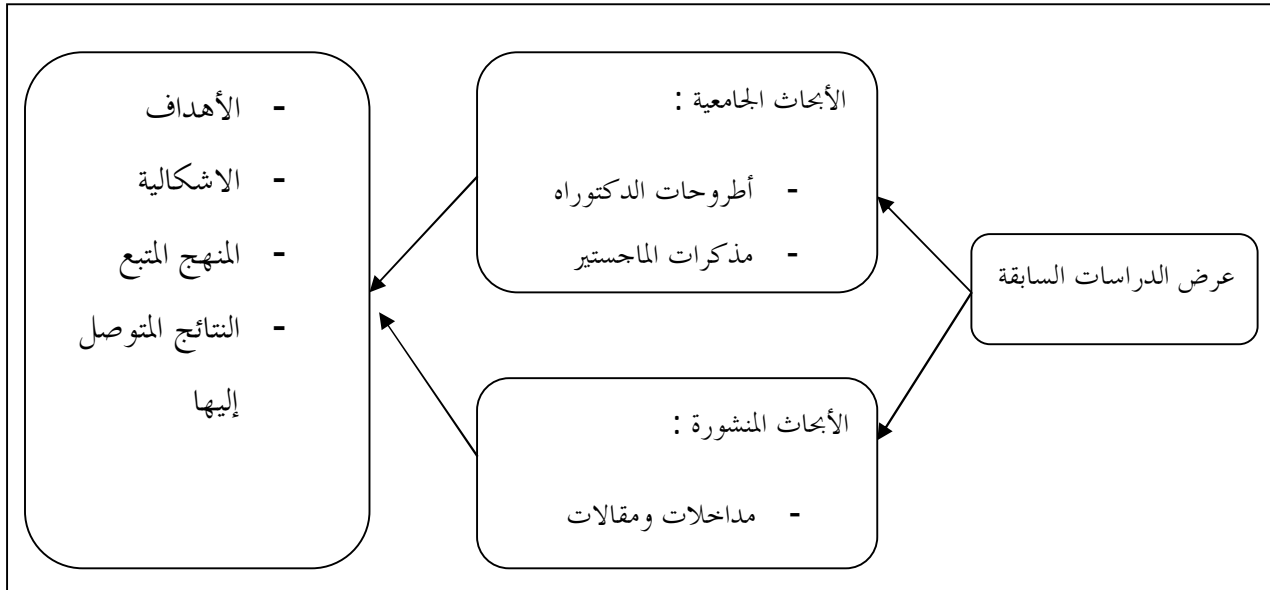 عرض الدراسات السابقة
الأبحاث الجامعية :
- أطروحات الدكتوراه
- مذكرات الماجستير
الأبحاث المنشورة :
- مداخلات ومقالات
- الأهداف
- الاشكالية
- المنهج المتبع
- النتائج المتوصل
إليها